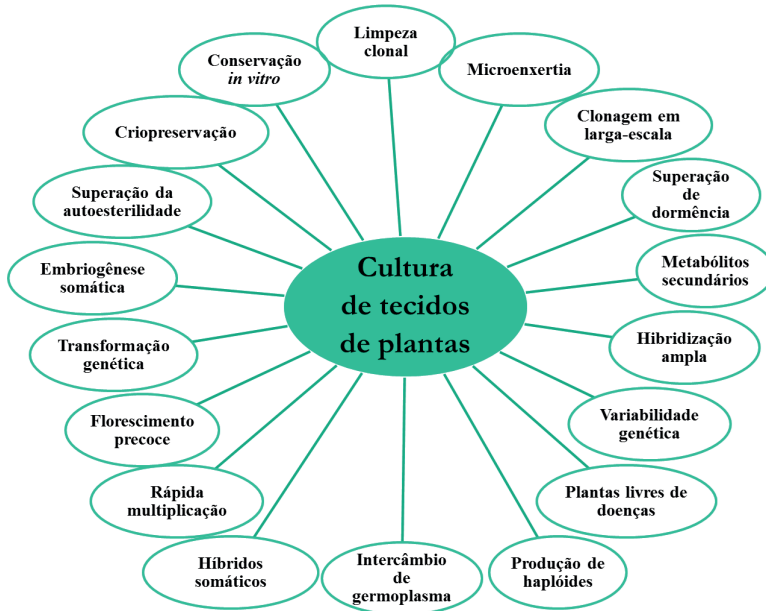 Limpeza
clonal
Microenxertia
Clonagem em
larga-escala
Superação
de
dormência
Metabólitos
secundários
Hibridização
ampla
Variabilidade
genética
Plantas livres de
doenças
Produção de
haplóides
Intercâmbio
de
germoplasma
Híbridos
somáticos
Rápida
multiplicação
Florescimento
precoce
Transformação
genética
Embriogênese
somática
Superação da
autoesterilidade
Criopreservação
Conservação
in vitro
Cultura
de tecidos
de plantas